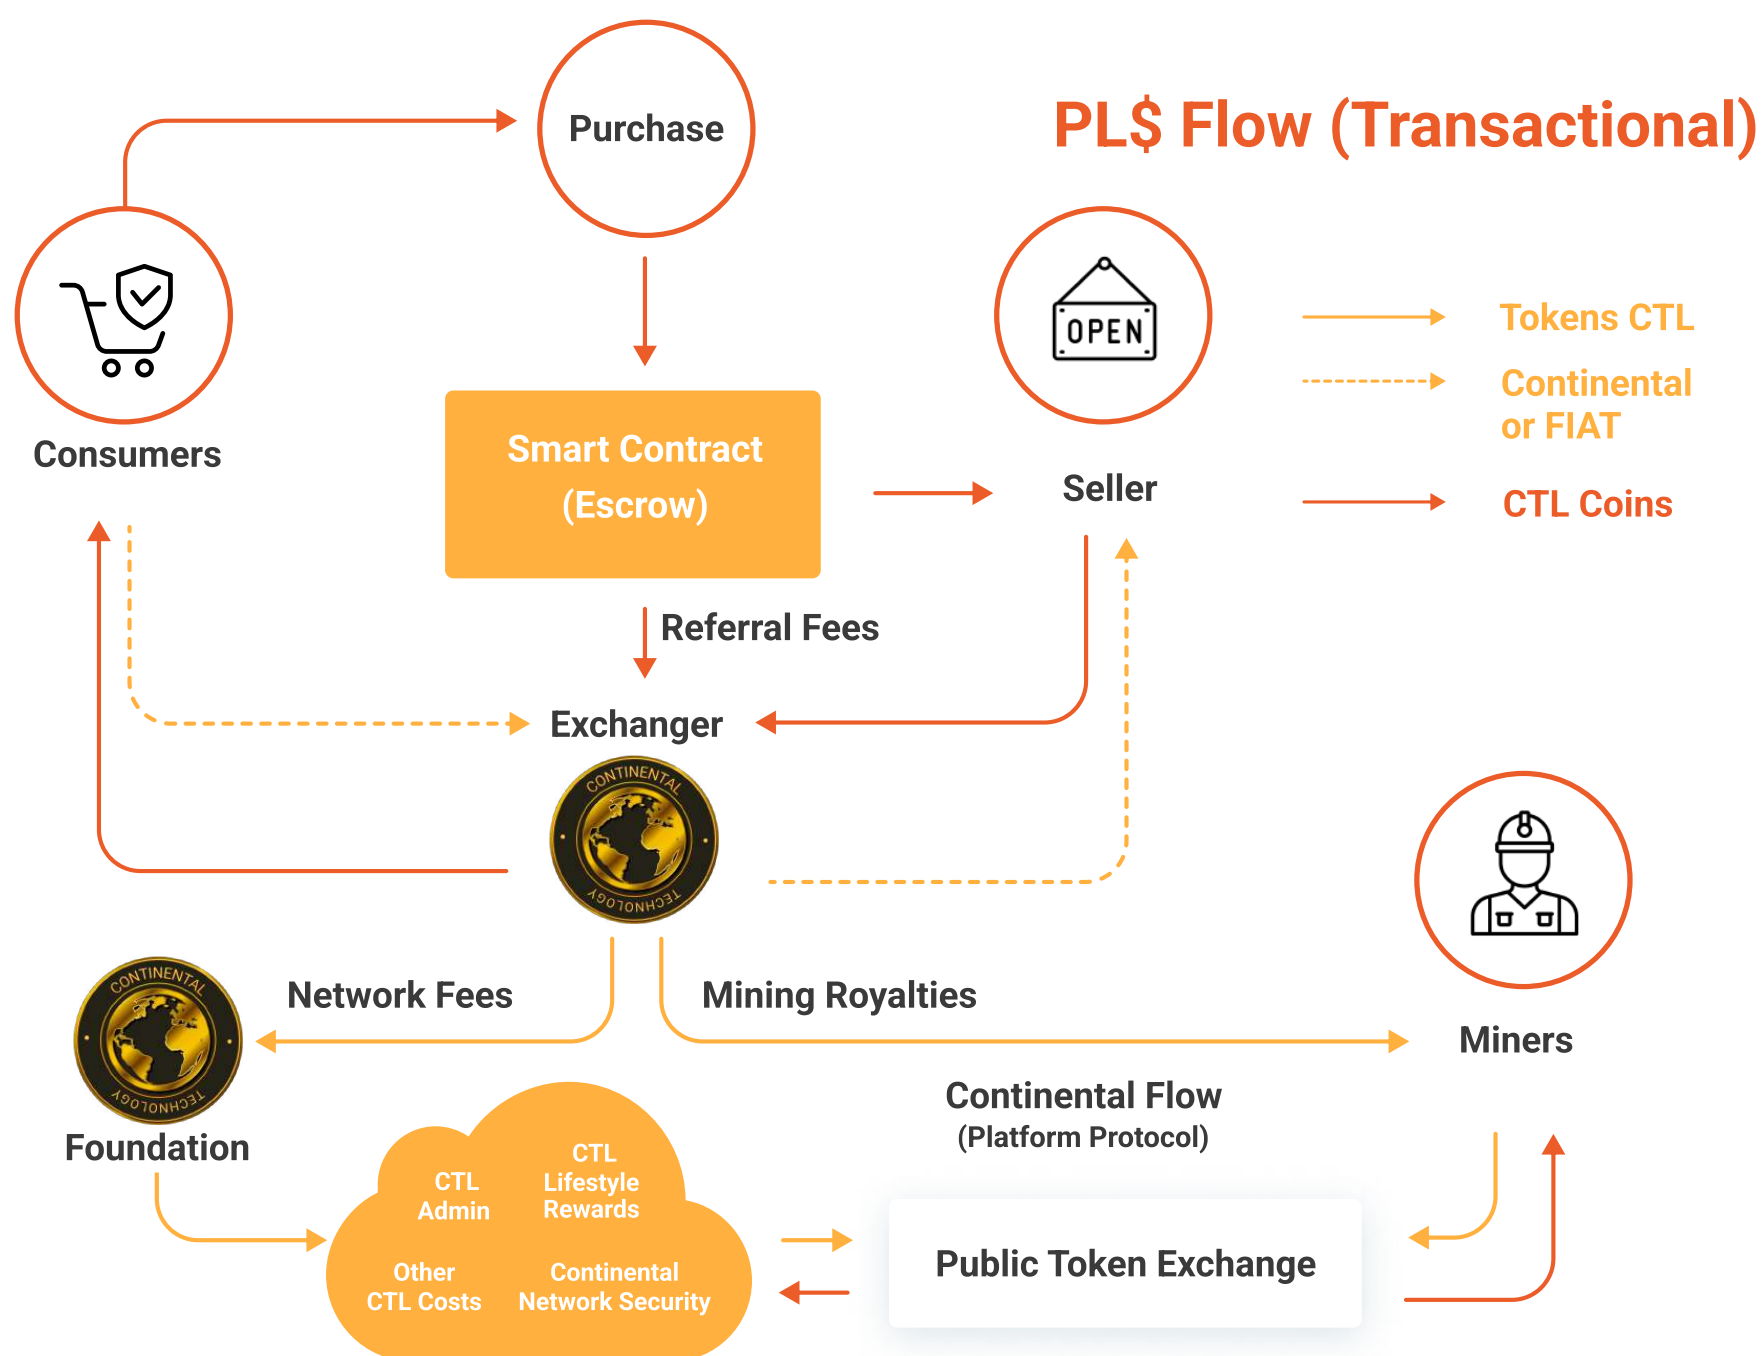 Purchase
PL$ Flow (Transactional)
OPEN
Tokens CTL
Continental
or FIAT
CTL Coins
Consumers
Smart Contract
(Escrow)
Seller
Referral Fees
Exchanger
CONTINENTAL
TECHNOLOGY
Network Fees
Mining Royalties
Miners
CONTINENTAL
TECHNOLOGY
Foundation
Continental Flow
(Platform Protocol)
CTL
Admin
CTL
Lifestyle
Rewards
Other
CTL Costs
Continental
Network Security
Public Token Exchange